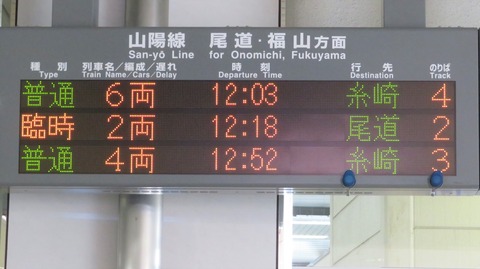 山陽線 尾道・福山方面
San-yō Line for Onomichi, Fukuyama
種別 列車名/編成/遅れ 時刻 行先 のりば
Type Train Name/Cars/Delay Departure Time Destination Track
普通 6両 12:03 糸崎 4
臨時 2両 12:18 尾道 2
普通 4両 12:52 糸崎 3